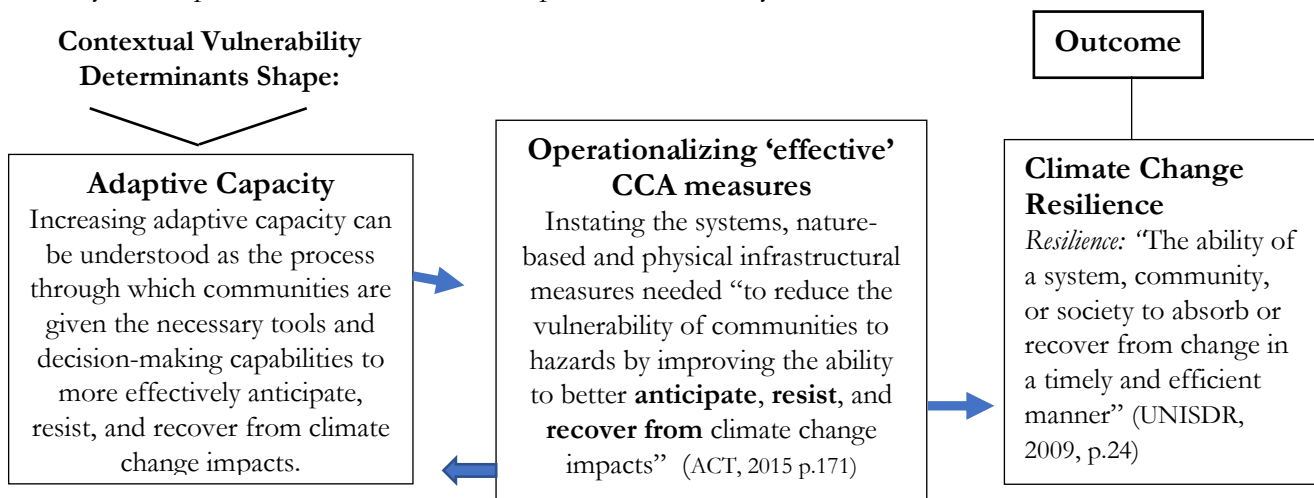 Contextual Vulnerability
Determinants Shape:
Outcome
Adaptive Capacity
Increasing adaptive capacity can
be understood as the process
through which communities are
given the necessary tools and
decision-making capabilities to
more effectively anticipate,
resist, and recover from climate
change impacts.
Operationalizing ‘effective’
CCA measures
Instating the systems, nature-
based and physical infrastructural
measures needed “to reduce the
vulnerability of communities to
hazards by improving the ability
to better anticipate, resist, and
recover from climate change
impacts” (ACT, 2015 p.171)
Climate Change
Resilience
Resilience: “The ability of
a system, community,
or society to absorb or
recover from change in
a timely and efficient
manner” (UNISDR,
2009, p.24)